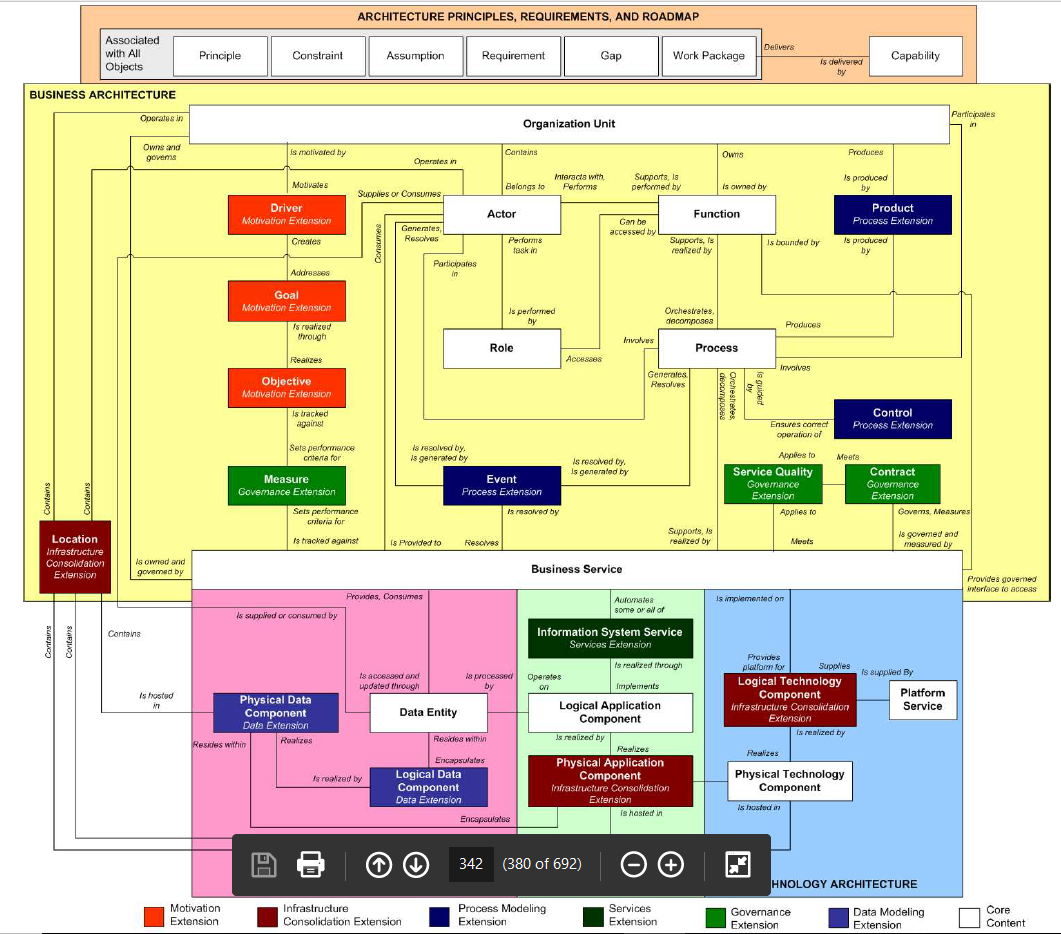 ARCHITECTURE PRINCIPLES, REQUIREMENTS, AND ROADMAP
Associated
with All
Objects
Principle
Constraint
Assumption
Requirement
Gap
Work Package
Delivers
Is delivered
by
Capability
BUSINESS ARCHITECTURE
Operates in
Organization Unit
Participates
in
Owns and
governs
Is motivated by
Contains
Owns
Produces
Operates in
Motivates
Supplies or Consumes
Belongs to
Interacts with,
Performs
Supports, Is
performed by
Is owned by
Is produced
by
Driver
Motivation Extension
Actor
Function
Product
Process Extension
Creates
Consumes
Generates,
Resolves
Performs
task in
Can be
accessed by
Supports, Is
realized by
Is bounded by
Is produced
by
Participates
in
Addresses
Goal
Motivation Extension
Is realized
through
Is performed
by
Orchestrates,
decomposes
Produces
Realizes
Role
Accesses
Involves
Process
Involves
Objective
Motivation Extension
Generates,
Resolves
Orchestrates,
decomposes
Is guided
by
Is tracked
against
Control
Process Extension
Ensures correct
operation of
Sets performance
criteria for
Is resolved by,
Is generated by
Is resolved by,
Is generated by
Applies to
Meets
Measure
Governance Extension
Event
Process Extension
Service Quality
Governance
Extension
Contract
Governance
Extension
Contains
Contains
Sets performance
criteria for
Is resolved by
Applies to
Governs, Measures
Location
Infrastructure
Consolidation
Extension
Is tracked against
Is Provided to
Resolves
Supports, Is
realized by
Meets
Is governed and
measured by
Is owned and
governed by
Business Service
Provides governed
interface to access
Provides, Consumes
Automates
some or all of
Is implemented on
Is supplied or consumed by
Contains
Contains
Contains
Information System Service
Services Extension
Is accessed and
updated through
Is processed
by
Operates
on
Is realized through
Provides
platform for
Supplies
Is supplied By
Implements
Is hosted
in
Physical Data
Component
Data Extension
Data Entity
Logical Application
Component
Logical Technology
Component
Infrastructure Consolidation
Extension
Platform
Service
Resides within
Realizes
Resides within
Is realized by
Is realized by
Encapsulates
Realizes
Realizes
Is realized by
Logical Data
Component
Data Extension
Physical Application
Component
Infrastructure Consolidation
Extension
Physical Technology
Component
Encapsulates
Is hosted in
Is hosted in
342
(380 of 692)
HNOLOGY ARCHITECTURE
Motivation
Extension
Infrastructure
Consolidation Extension
Process Modeling
Extension
Services
Extension
Governance
Extension
Data Modeling
Extension
Core
Content